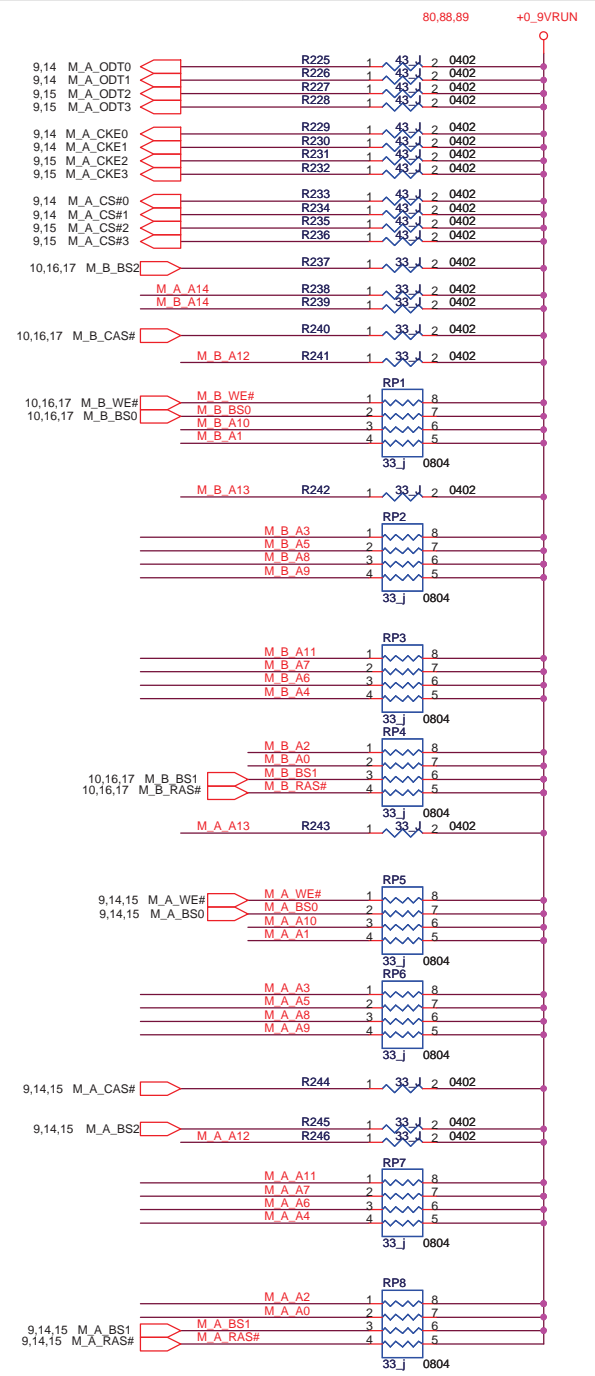 80,88,89 +0_9VRUN
9,14 M_A_ODT0 R225 1 43_J 2 0402
9,14 M_A_ODT1 R226 1 43_J 2 0402
9,15 M_A_ODT2 R227 1 43_J 2 0402
9,15 M_A_ODT3 R228 1 43_J 2 0402
9,14 M_A_CKE0 R229 1 43_J 2 0402
9,14 M_A_CKE1 R230 1 43_J 2 0402
9,15 M_A_CKE2 R231 1 43_J 2 0402
9,15 M_A_CKE3 R232 1 43_J 2 0402
9,14 M_A_CS#0 R233 1 43_J 2 0402
9,14 M_A_CS#1 R234 1 43_J 2 0402
9,15 M_A_CS#2 R235 1 43_J 2 0402
9,15 M_A_CS#3 R236 1 43_J 2 0402
10,16,17 M_B_BS2 R237 1 33_J 2 0402
M_A_A14 R238 1 33_J 2 0402
M_B_A14 R239 1 33_J 2 0402
10,16,17 M_B_CAS# R240 1 33_J 2 0402
M_B_A12 R241 1 33_J 2 0402
RP1
10,16,17 M_B_WE# M_B_WE# 1 8
10,16,17 M_B_BS0 M_B_BS0 2 7
M_B_A10 3 6
M_B_A1 4 5
33_j 0804
M_B_A13 R242 1 33_J 2 0402
RP2
M_B_A3 1 8
M_B_A5 2 7
M_B_A8 3 6
M_B_A9 4 5
33_j 0804
RP3
M_B_A11 1 8
M_B_A7 2 7
M_B_A6 3 6
M_B_A4 4 5
33_j 0804
RP4
M_B_A2 1 8
M_B_A0 2 7
10,16,17 M_B_BS1 M_B_BS1 3 6
10,16,17 M_B_RAS# M_B_RAS# 4 5
33_j 0804
M_A_A13 R243 1 33_J 2 0402
RP5
9,14,15 M_A_WE# M_A_WE# 1 8
9,14,15 M_A_BS0 M_A_BS0 2 7
M_A_A10 3 6
M_A_A1 4 5
33_j 0804
RP6
M_A_A3 1 8
M_A_A5 2 7
M_A_A8 3 6
M_A_A9 4 5
33_j 0804
9,14,15 M_A_CAS# R244 1 33_J 2 0402
9,14,15 M_A_BS2 R245 1 33_J 2 0402
M_A_A12 R246 1 33_J 2 0402
RP7
M_A_A11 1 8
M_A_A7 2 7
M_A_A6 3 6
M_A_A4 4 5
33_j 0804
RP8
M_A_A2 1 8
M_A_A0 2 7
9,14,15 M_A_BS1 M_A_BS1 3 6
9,14,15 M_A_RAS# M_A_RAS# 4 5
33_j 0804